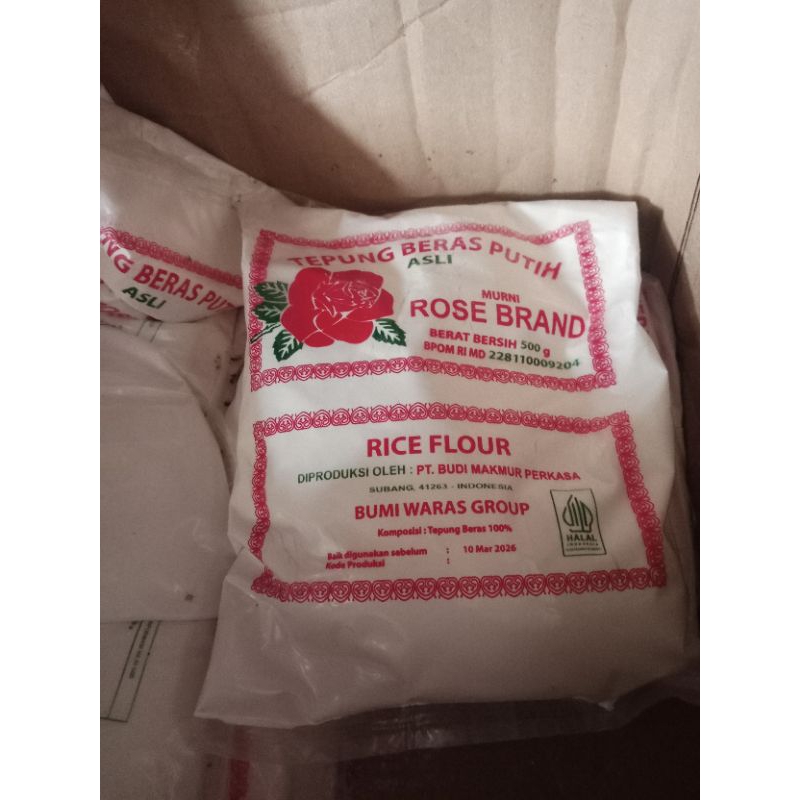 TEPUNG BERAS PUTIH
ASLI
MURNI
ROSE BRAND
BERAT BERSIH 500 g
BPOM RI MD 228110009204
RICE FLOUR
DIPRODUKSI OLEH : PT. BUDI MAKMUR PERKASA
SUBANG, 41263 - INDONESIA
BUMI WARAS GROUP
Komposisi : Tepung Beras 100%
Baik digunakan sebelum : 10 Mar 2026
Kode Produksi :
HALAL
INDONESIA
NG BERAS PUT
ASLI